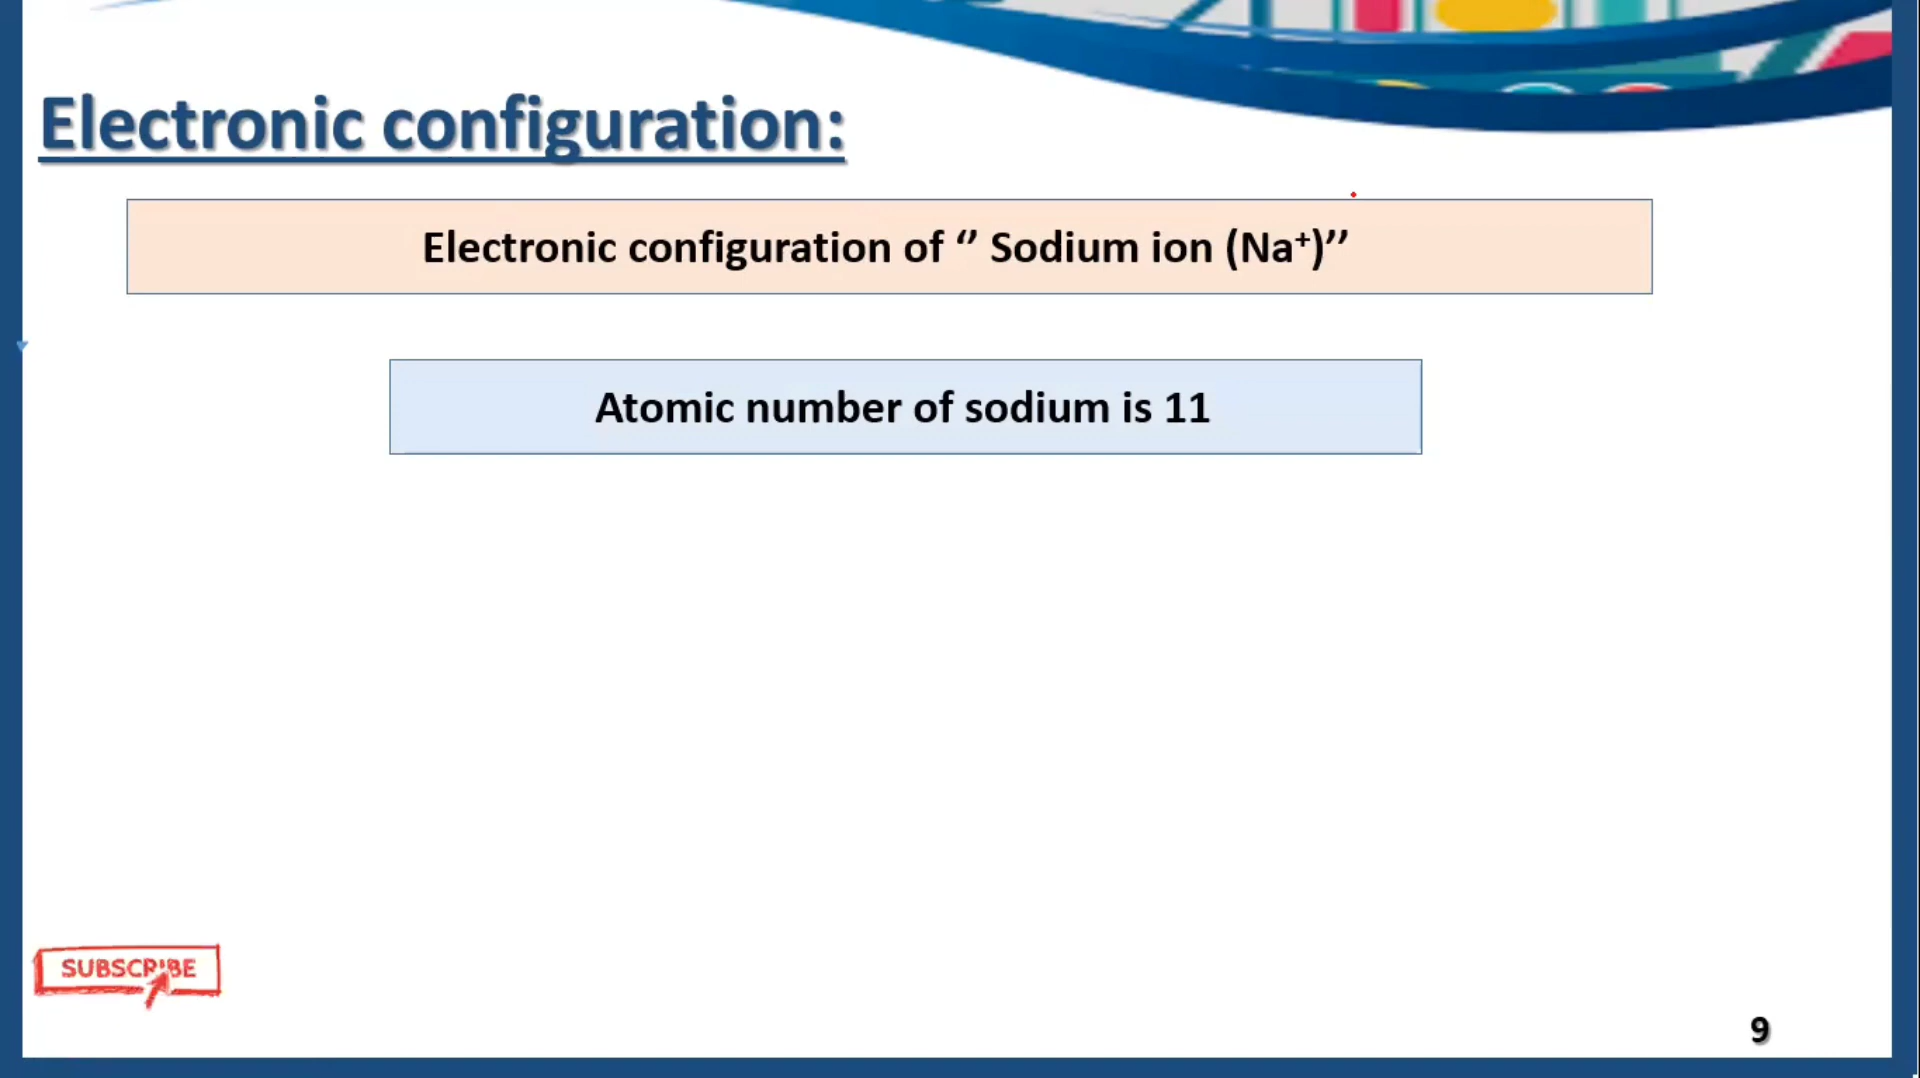 Electronic configuration:
Electronic configuration of “ Sodium ion (Na⁺)’’
Atomic number of sodium is 11
SUBSCRIBE
9